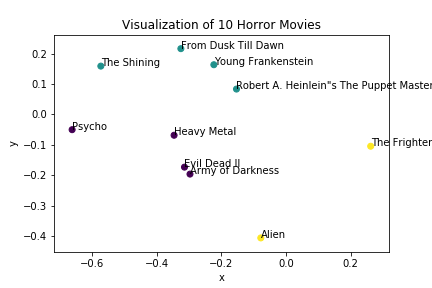 Visualization of 10 Horror Movies
From Dusk Till Dawn
The Shining
Young Frankenstein
Robert A. Heinlein"s The Puppet Master
Psycho
Heavy Metal
The Frighten
Evil Dead II
Army of Darkness
Alien
y
0.2
0.1
0.0
−0.1
−0.2
−0.3
−0.4
−0.6
−0.4
−0.2
0.0
0.2
x